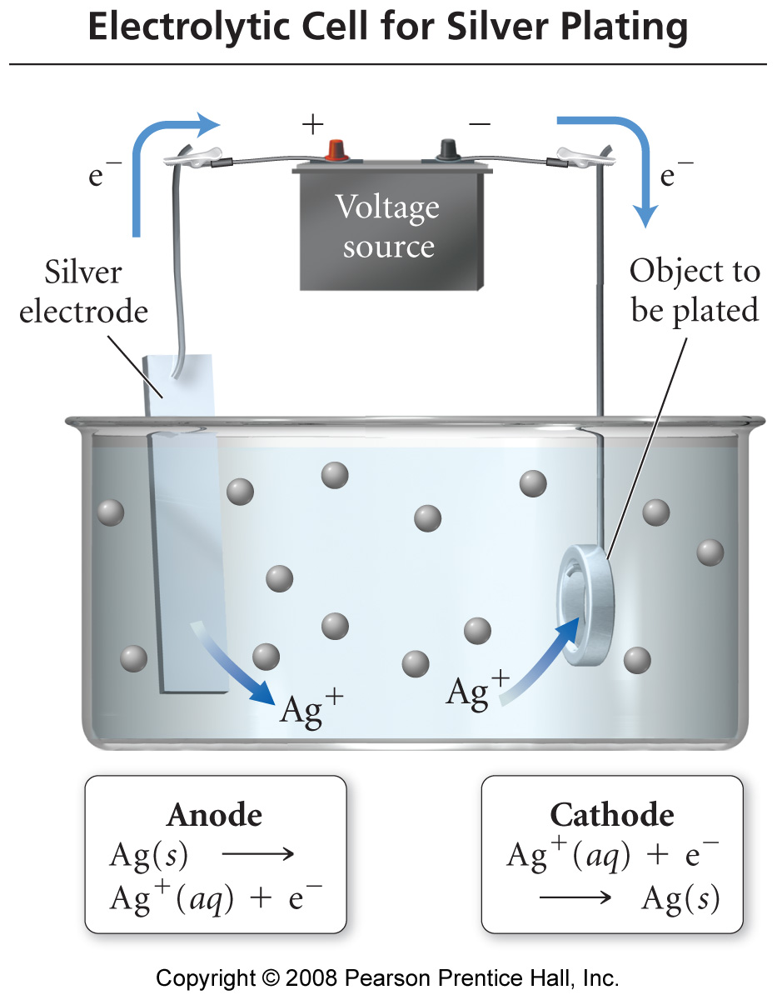 Electrolytic Cell for Silver Plating
+ −
e⁻
e⁻
Voltage
source
Silver
electrode
Object to
be plated
Ag⁺
Ag⁺
Anode
Ag(s) ⟶
Ag⁺(aq) + e⁻
Cathode
Ag⁺(aq) + e⁻
⟶ Ag(s)
Copyright © 2008 Pearson Prentice Hall, Inc.